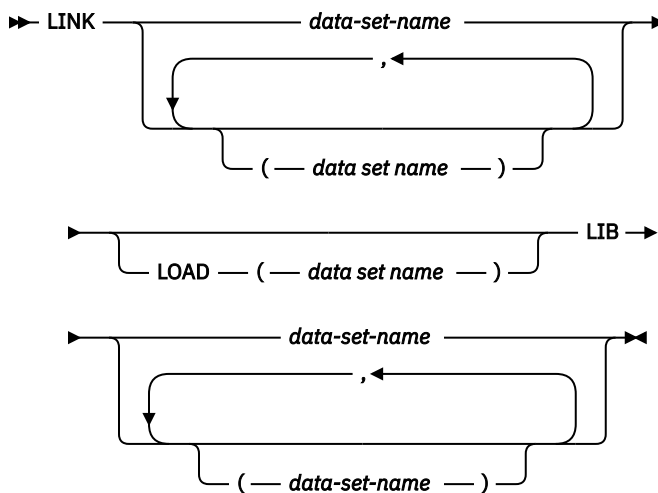 LINK data-set-name
,
( data set name )
LIB
LOAD ( data set name )
data-set-name
,
( data-set-name )